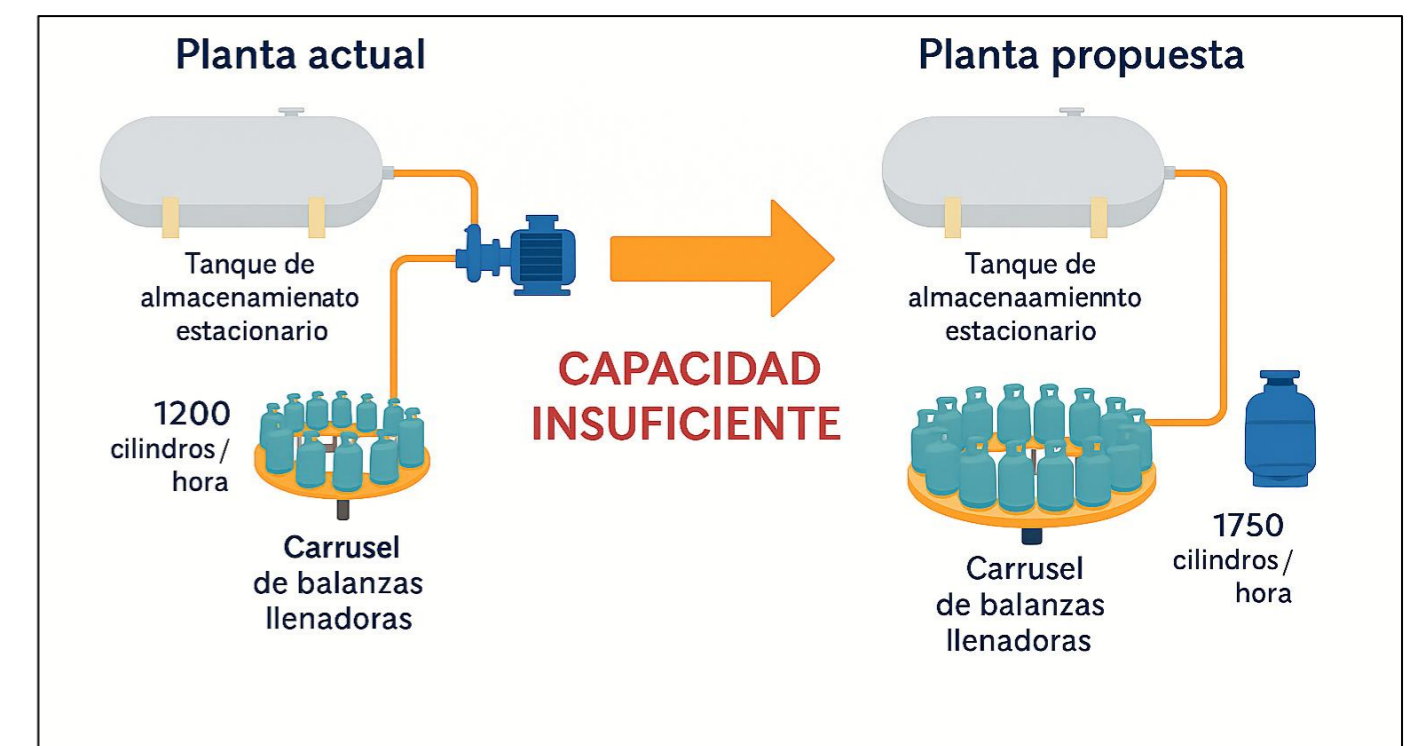 Planta actual
Tanque de
almacenamienato
estacionario
1200
cilindros/
hora
Carrusel
de balanzas
llenadoras
CAPACIDAD
INSUFICIENTE
Planta propuesta
Tanque de
almacenaamiennto
estacionario
1750
cilindros/
hora
Carrusel
de balanzas
llenadoras